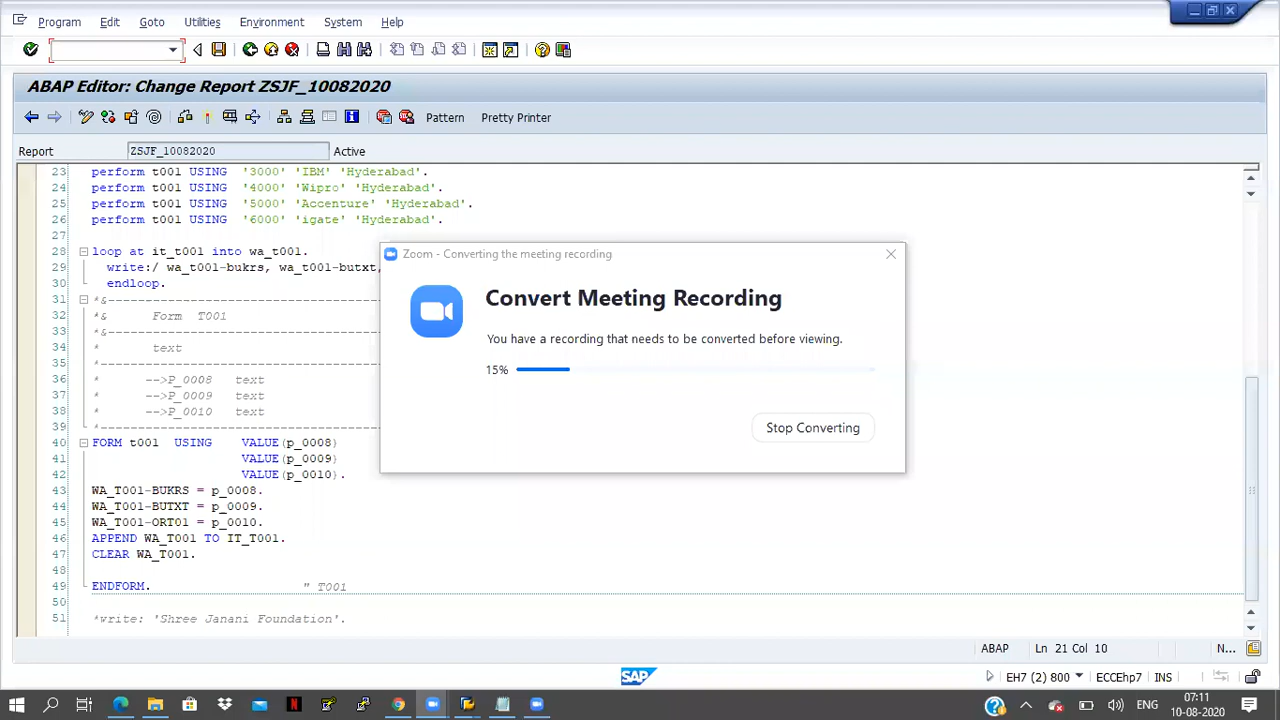 Program Edit Goto Utilities Environment System Help
ABAP Editor: Change Report ZSJF_10082020
Pattern Pretty Printer
Report ZSJF_10082020 Active
23 perform t001 USING '3000' 'IBM' 'Hyderabad'.
24 perform t001 USING '4000' 'Wipro' 'Hyderabad'.
25 perform t001 USING '5000' 'Accenture' 'Hyderabad'.
26 perform t001 USING '6000' 'igate' 'Hyderabad'.
27
28 loop at it_t001 into wa_t001.
29 write:/ wa_t001-bukrs, wa_t001-butxt,
30 endloop.
31 *&---------------------------------
32 *& Form T001
33 *&---------------------------------
34 * text
35 *----------------------------------
36 * -->P_0008 text
37 * -->P_0009 text
38 * -->P_0010 text
39 *----------------------------------
40 FORM t001 USING VALUE(p_0008)
41 VALUE(p_0009)
42 VALUE(p_0010).
43 WA_T001-BUKRS = p_0008.
44 WA_T001-BUTXT = p_0009.
45 WA_T001-ORT01 = p_0010.
46 APPEND WA_T001 TO IT_T001.
47 CLEAR WA_T001.
48
49 ENDFORM. " T001
50
51 *write: 'Shree Janani Foundation'.
Zoom - Converting the meeting recording
Convert Meeting Recording
You have a recording that needs to be converted before viewing.
15%
Stop Converting
ABAP Ln 21 Col 10 N...
SAP
EH7 (2) 800 ECCEhp7 INS
ENG 07:11
10-08-2020